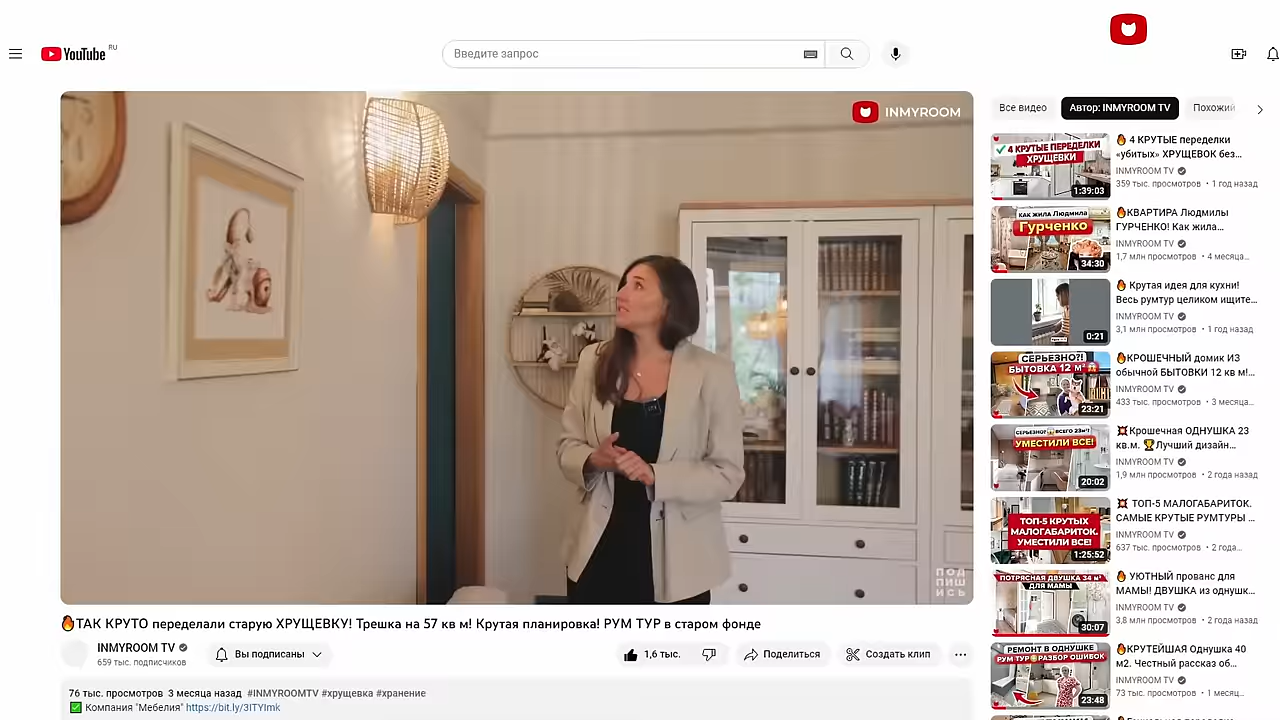 YouTube RU
Введите запрос
INMYROOM
ПОД
ПИШ
ИСЬ
🔥ТАК КРУТО переделали старую ХРУЩЕВКУ! Трешка на 57 кв м! Крутая планировка! РУМ ТУР в старом фонде
INMYROOM TV
659 тыс. подписчиков
Вы подписаны
1,6 тыс.
Поделиться
Создать клип
76 тыс. просмотров 3 месяца назад #INMYROOMTV #хрущевка #хранение
✅ Компания "Мебелия" https://bit.ly/3ITYImk
Все видео
Автор: INMYROOM TV
Похожи
4 КРУТЫЕ ПЕРЕДЕЛКИ
ХРУЩЕВКИ
1:39:03
🔥 4 КРУТЫЕ переделки
«убитых» ХРУЩЕВОК без…
INMYROOM TV
359 тыс. просмотров • 1 год назад
КАК ЖИЛА Людмила
Гурченко
34:30
🔥КВАРТИРА Людмилы
ГУРЧЕНКО! Как жила…
INMYROOM TV
1,7 млн просмотров • 4 месяца…
0:21
🔥 Крутая идея для кухни!
Весь румтур целиком ищите…
INMYROOM TV
3,1 млн просмотров • 1 год назад
СЕРЬЕЗНО?!
БЫТОВКА 12 м²
23:21
🔥КРОШЕЧНЫЙ домик ИЗ
обычной БЫТОВКИ 12 кв м!…
INMYROOM TV
433 тыс. просмотров • 3 месяца…
СЕРЬЕЗНО? ВСЕГО 23м²!
УМЕСТИЛИ ВСЕ!
20:02
💥Крошечная ОДНУШКА 23
кв.м. 🏆Лучший дизайн…
INMYROOM TV
1,9 млн просмотров • 2 года назад
ТОП-5 КРУТЫХ
МАЛОГАБАРИТОК.
УМЕСТИЛИ ВСЕ!
1:25:52
💥 ТОП-5 МАЛОГАБАРИТОК.
САМЫЕ КРУТЫЕ РУМТУРЫ …
INMYROOM TV
637 тыс. просмотров • 2 года…
ПОТРЯСНАЯ ДВУШКА 34 м²
ДЛЯ МАМЫ
30:07
🔥 УЮТНЫЙ прованс для
МАМЫ! ДВУШКА из однушк…
INMYROOM TV
3,8 млн просмотров • 2 года назад
РЕМОНТ В ОДНУШКЕ
РУМ ТУР РАЗБОР ОШИБОК
23:48
🔥КРУТЕЙШАЯ Однушка 40
м2. Честный рассказ об…
INMYROOM TV
73 тыс. просмотров • 1 месяц…